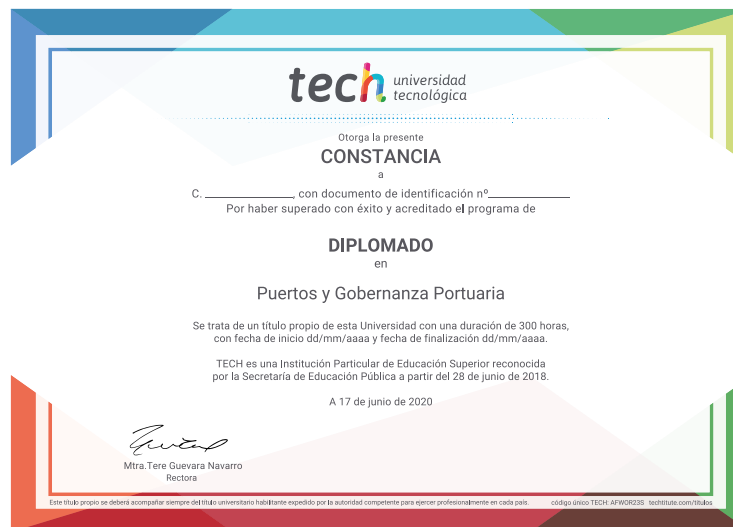 tech universidad
tecnológica
Otorga la presente
CONSTANCIA
a
C. ______________, con documento de identificación nº______________
Por haber superado con éxito y acreditado el programa de
DIPLOMADO
en
Puertos y Gobernanza Portuaria
Se trata de un título propio de esta Universidad con una duración de 300 horas,
con fecha de inicio dd/mm/aaaa y fecha de finalización dd/mm/aaaa.
TECH es una Institución Particular de Educación Superior reconocida
por la Secretaría de Educación Pública a partir del 28 de junio de 2018.
A 17 de junio de 2020
Mtra.Tere Guevara Navarro
Rectora
Este título propio se deberá acompañar siempre del título universitario habilitante expedido por la autoridad competente para ejercer profesionalmente en cada país. código único TECH: AFWOR23S techtitute.com/titulos